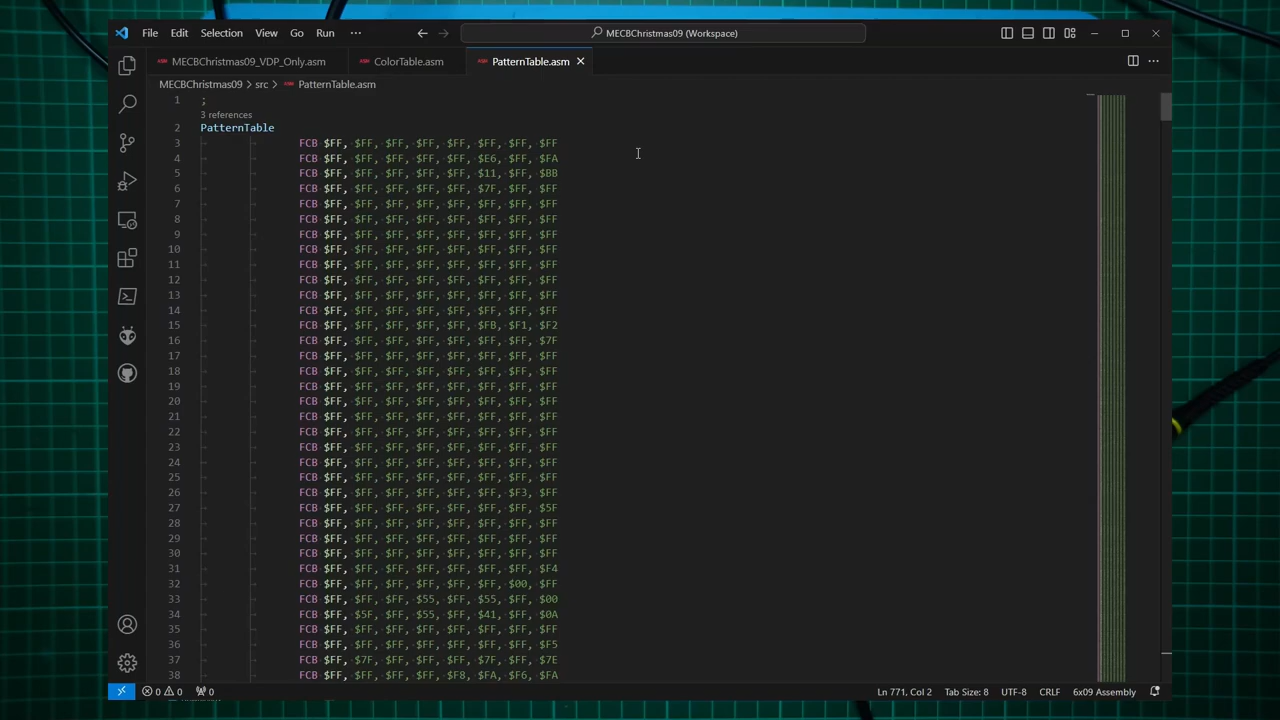 File Edit Selection View Go Run ··· MECBChristmas09 (Workspace)
MECBChristmas09_VDP_Only.asm ColorTable.asm PatternTable.asm
MECBChristmas09 > src > PatternTable.asm
1 ;
3 references
2 PatternTable
3 FCB $FF, $FF, $FF, $FF, $FF, $FF, $FF, $FF
4 FCB $FF, $FF, $FF, $FF, $FF, $E6, $FF, $FA
5 FCB $FF, $FF, $FF, $FF, $FF, $11, $FF, $BB
6 FCB $FF, $FF, $FF, $FF, $FF, $7F, $FF, $FF
7 FCB $FF, $FF, $FF, $FF, $FF, $FF, $FF, $FF
8 FCB $FF, $FF, $FF, $FF, $FF, $FF, $FF, $FF
9 FCB $FF, $FF, $FF, $FF, $FF, $FF, $FF, $FF
10 FCB $FF, $FF, $FF, $FF, $FF, $FF, $FF, $FF
11 FCB $FF, $FF, $FF, $FF, $FF, $FF, $FF, $FF
12 FCB $FF, $FF, $FF, $FF, $FF, $FF, $FF, $FF
13 FCB $FF, $FF, $FF, $FF, $FF, $FF, $FF, $FF
14 FCB $FF, $FF, $FF, $FF, $FF, $FF, $FF, $FF
15 FCB $FF, $FF, $FF, $FF, $FF, $FB, $F1, $F2
16 FCB $FF, $FF, $FF, $FF, $FF, $FF, $FF, $7F
17 FCB $FF, $FF, $FF, $FF, $FF, $FF, $FF, $FF
18 FCB $FF, $FF, $FF, $FF, $FF, $FF, $FF, $FF
19 FCB $FF, $FF, $FF, $FF, $FF, $FF, $FF, $FF
20 FCB $FF, $FF, $FF, $FF, $FF, $FF, $FF, $FF
21 FCB $FF, $FF, $FF, $FF, $FF, $FF, $FF, $FF
22 FCB $FF, $FF, $FF, $FF, $FF, $FF, $FF, $FF
23 FCB $FF, $FF, $FF, $FF, $FF, $FF, $FF, $FF
24 FCB $FF, $FF, $FF, $FF, $FF, $FF, $FF, $FF
25 FCB $FF, $FF, $FF, $FF, $FF, $FF, $FF, $FF
26 FCB $FF, $FF, $FF, $FF, $FF, $FF, $F3, $FF
27 FCB $FF, $FF, $FF, $FF, $FF, $FF, $FF, $5F
28 FCB $FF, $FF, $FF, $FF, $FF, $FF, $FF, $FF
29 FCB $FF, $FF, $FF, $FF, $FF, $FF, $FF, $FF
30 FCB $FF, $FF, $FF, $FF, $FF, $FF, $FF, $FF
31 FCB $FF, $FF, $FF, $FF, $FF, $FF, $FF, $F4
32 FCB $FF, $FF, $FF, $FF, $FF, $FF, $00, $FF
33 FCB $FF, $FF, $FF, $55, $FF, $55, $FF, $00
34 FCB $FF, $5F, $FF, $55, $FF, $41, $FF, $0A
35 FCB $FF, $FF, $FF, $FF, $FF, $FF, $FF, $FF
36 FCB $FF, $FF, $FF, $FF, $FF, $FF, $FF, $F5
37 FCB $FF, $7F, $FF, $FF, $FF, $7F, $FF, $7E
38 FCB $FF, $FF, $FF, $FF, $F8, $FA, $F6, $FA
0 0 0 Ln 771, Col 2 Tab Size: 8 UTF-8 CRLF 6x09 Assembly